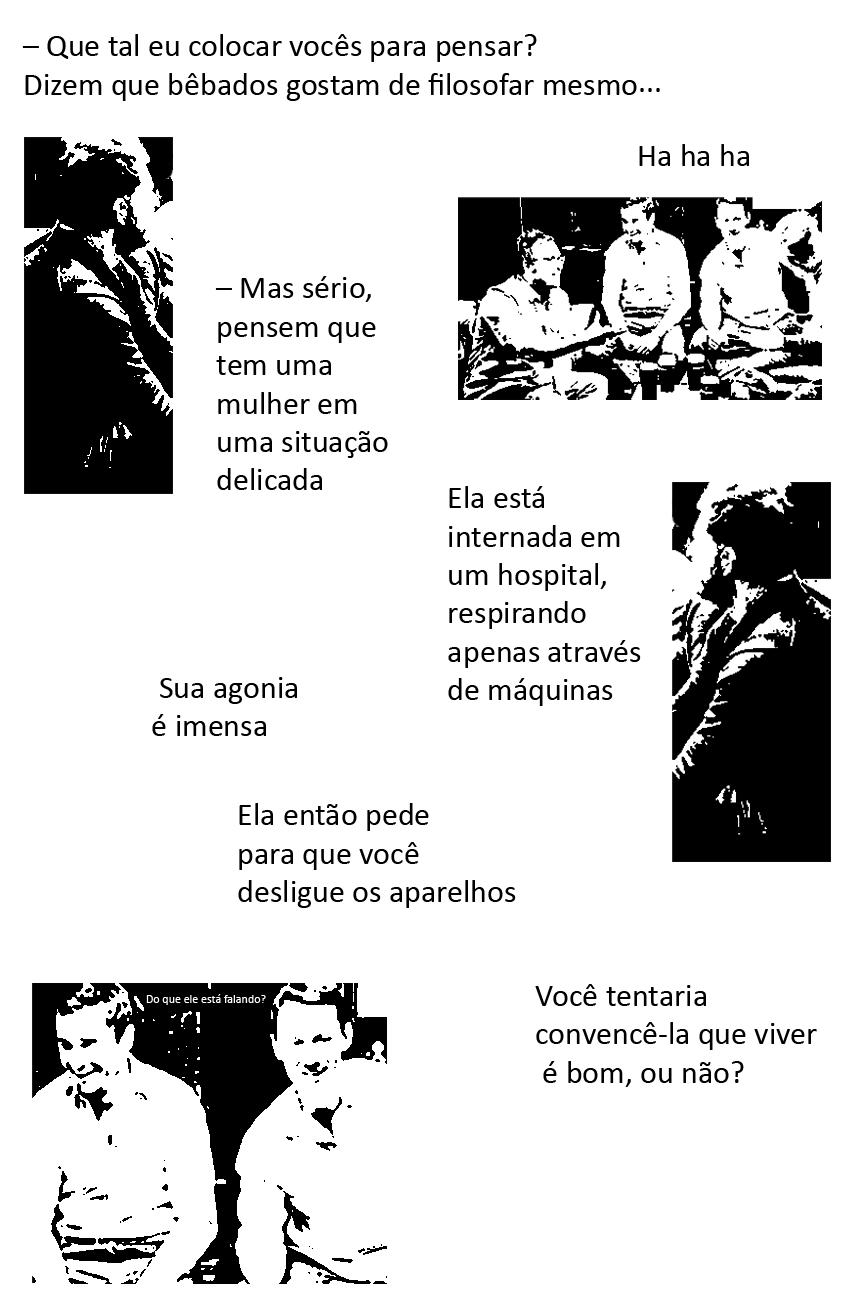 – Que tal eu colocar vocês para pensar?
Dizem que bêbados gostam de filosofar mesmo...
Ha ha ha
– Mas sério,
pensem que
tem uma
mulher em
uma situação
delicada
Ela está
internada em
um hospital,
respirando
apenas através
de máquinas
Sua agonia
é imensa
Ela então pede
para que você
desligue os aparelhos
Do que ele está falando?
Você tentaria
convencê-la que viver
é bom, ou não?